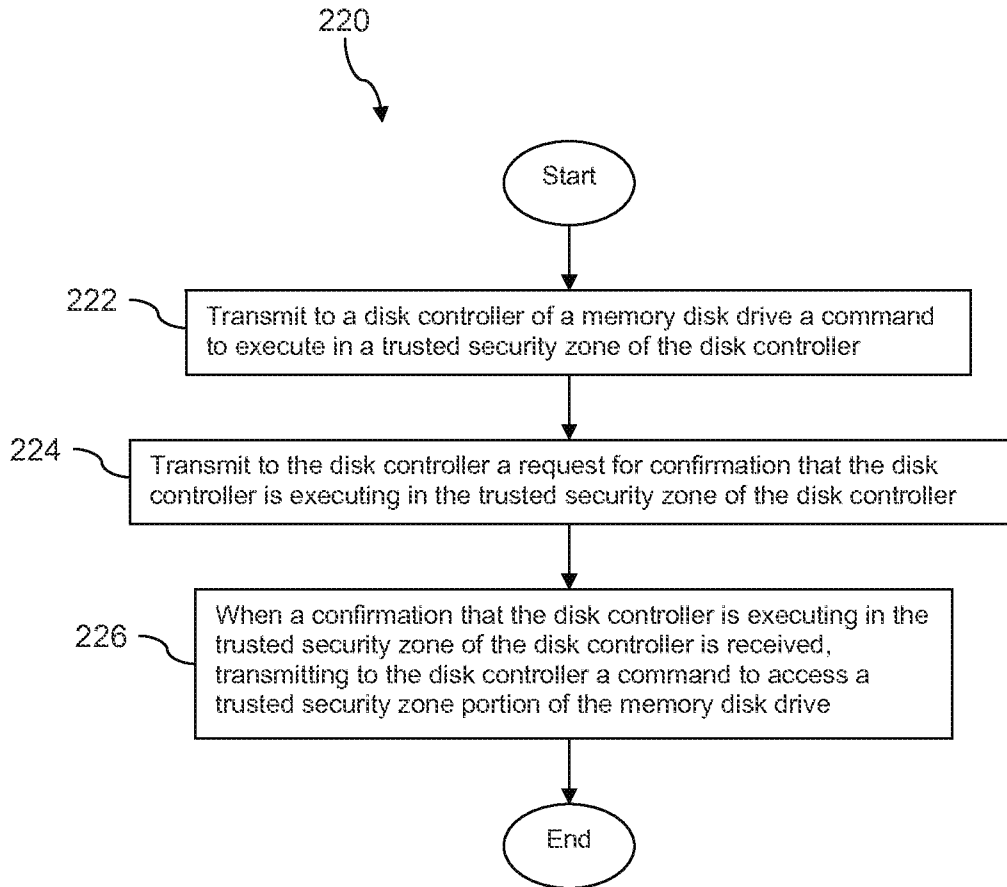 220
Start
222
Transmit to a disk controller of a memory disk drive a command
to execute in a trusted security zone of the disk controller
224
Transmit to the disk controller a request for confirmation that the disk
controller is executing in the trusted security zone of the disk controller
226
When a confirmation that the disk controller is executing in the
trusted security zone of the disk controller is received,
transmitting to the disk controller a command to access a
trusted security zone portion of the memory disk drive
End